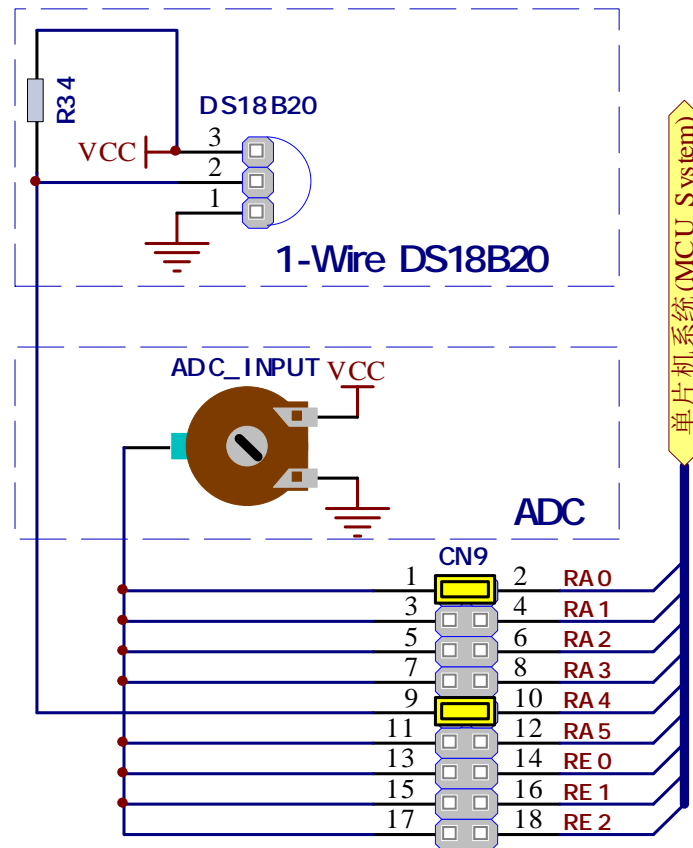 R34
DS18B20
VCC
3
2
1
1-Wire DS18B20
ADC_INPUT
VCC
ADC
单片机系统(MCU System)
CN9
1 2 RA0
3 4 RA1
5 6 RA2
7 8 RA3
9 10 RA4
11 12 RA5
13 14 RE0
15 16 RE1
17 18 RE2